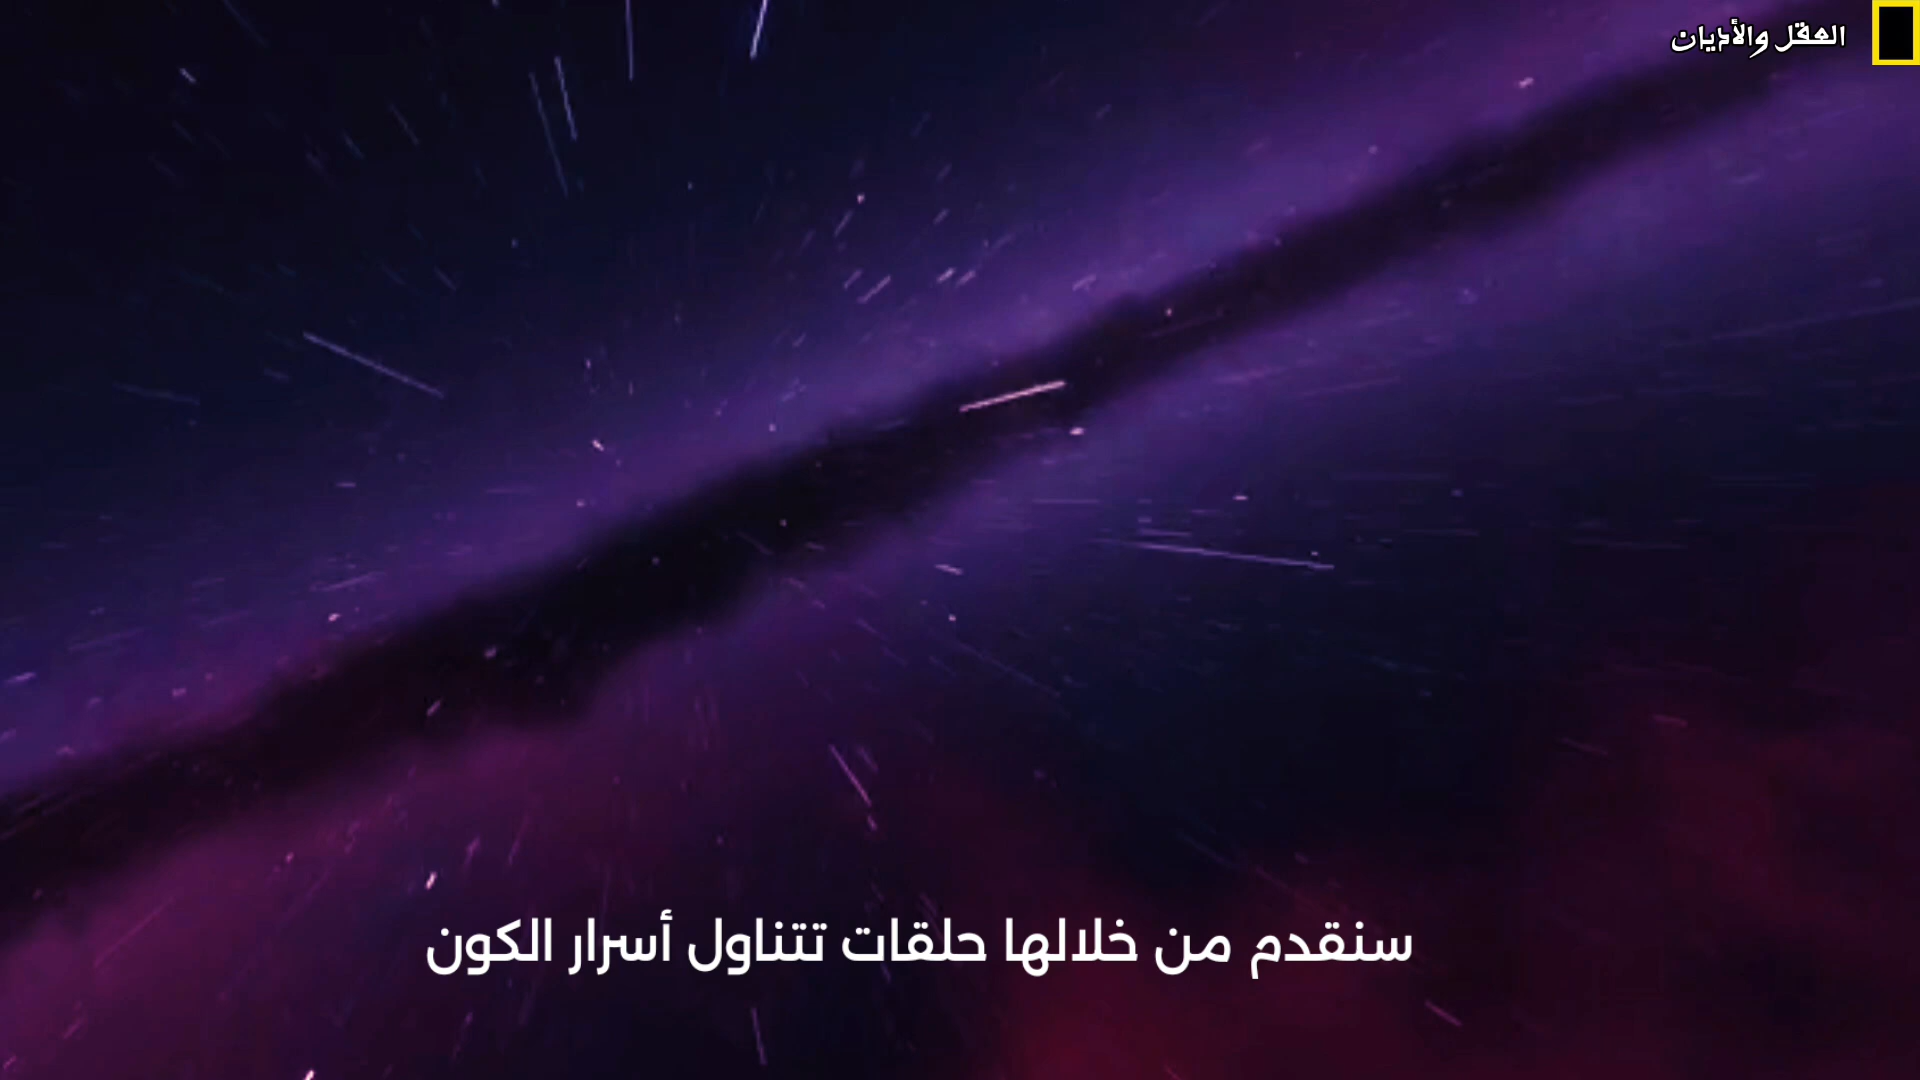 العقل والأديان
سنقدم من خلالها حلقات تتناول أسرار الكون